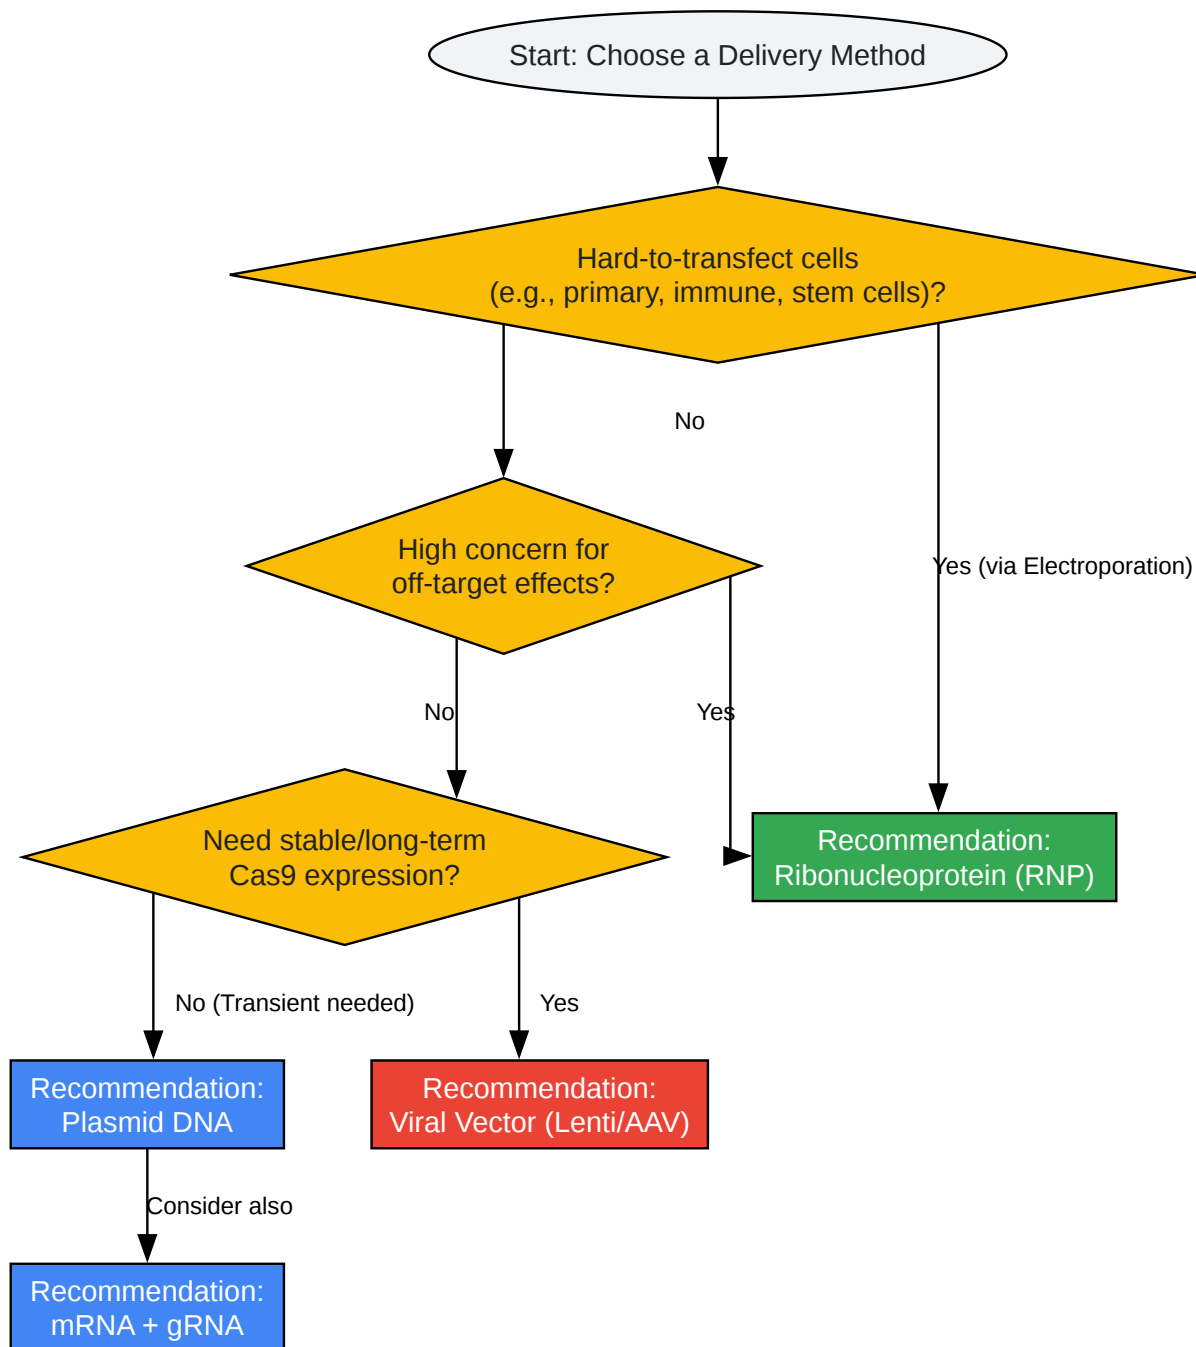 Start: Choose a Delivery Method
Hard-to-transfect cells
(e.g., primary, immune, stem cells)?
No
High concern for
off-target effects?
Yes (via Electroporation)
No
Yes
Need stable/long-term
Cas9 expression?
Recommendation:
Ribonucleoprotein (RNP)
No (Transient needed)
Yes
Recommendation:
Plasmid DNA
Recommendation:
Viral Vector (Lenti/AAV)
Consider also
Recommendation:
mRNA + gRNA